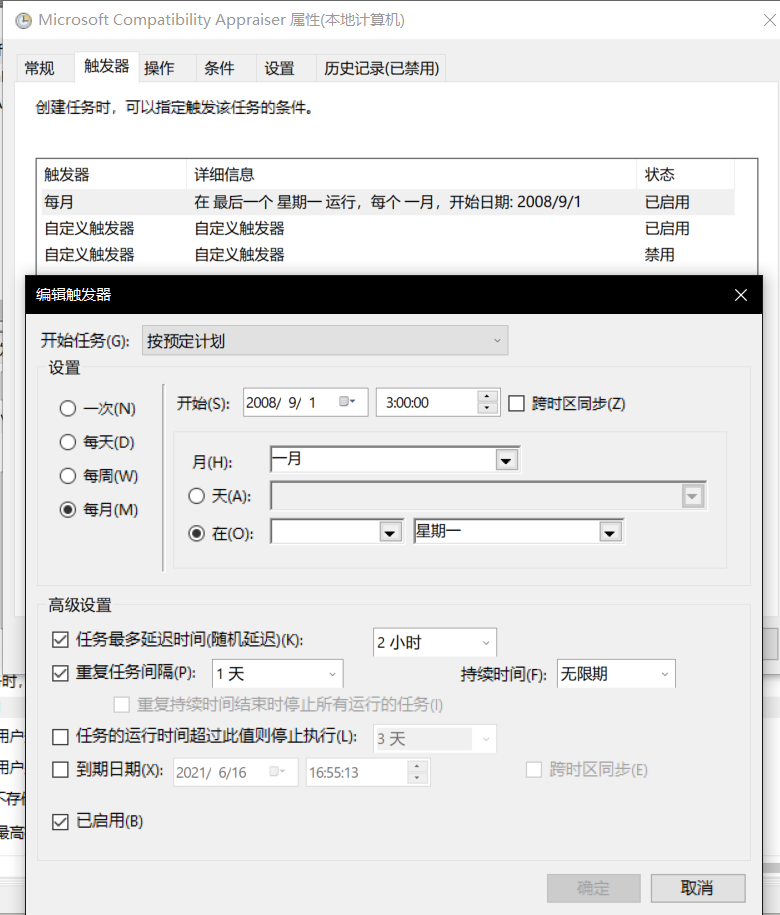 Microsoft Compatibility Appraiser 属性(本地计算机)
常规 触发器 操作 条件 设置 历史记录(已禁用)
创建任务时，可以指定触发该任务的条件。
触发器 详细信息 状态
每月 在 最后一个 星期一 运行，每个 一月，开始日期: 2008/9/1 已启用
自定义触发器 自定义触发器 已启用
自定义触发器 自定义触发器 禁用
编辑触发器
开始任务(G): 按预定计划
设置
一次(N) 开始(S): 2008/ 9/ 1 3:00:00 跨时区同步(Z)
每天(D)
每周(W)
每月(M)
月(H): 一月
天(A):
在(O): 星期一
高级设置
任务最多延迟时间(随机延迟)(K): 2 小时
重复任务间隔(P): 1 天 持续时间(F): 无限期
重复持续时间结束时停止所有运行的任务(I)
任务的运行时间超过此值则停止执行(L): 3 天
到期日期(X): 2021/ 6/16 16:55:13 跨时区同步(E)
已启用(B)
确定 取消
时，
用户
用户
不存
最高